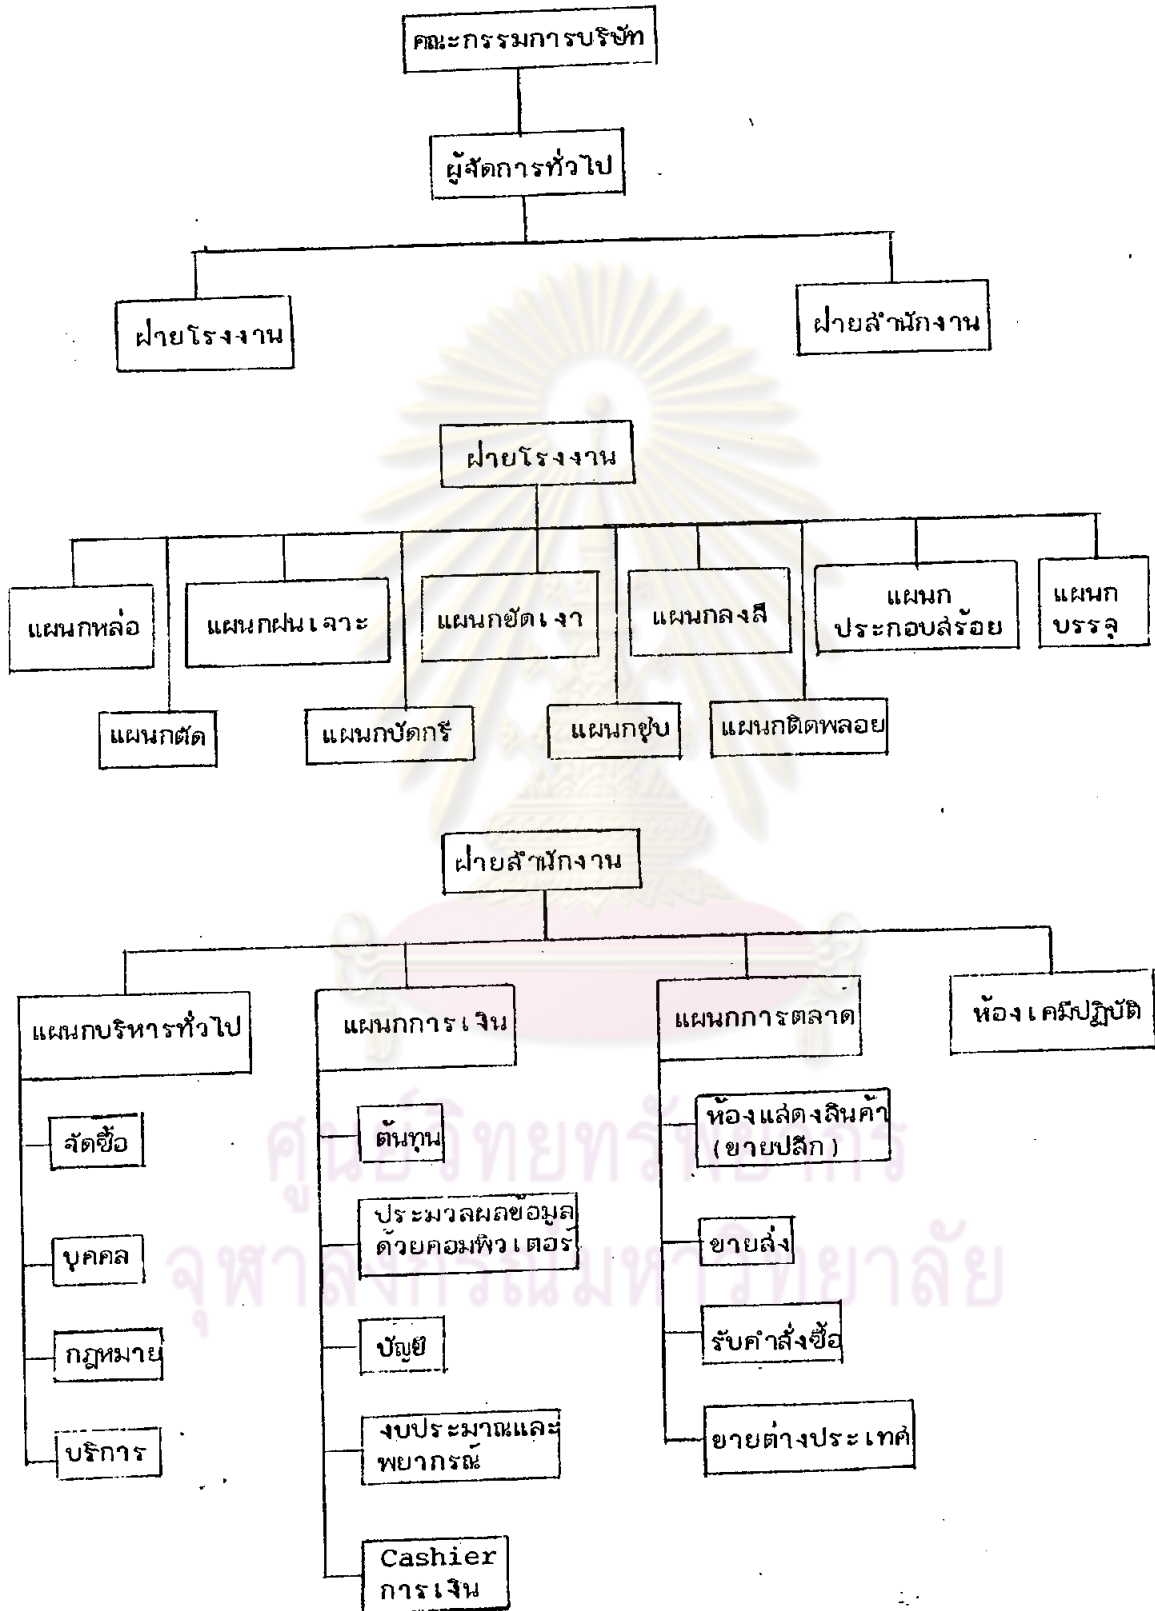 คณะกรรมการบริษัท
ผู้จัดการทั่วไป
ฝ่ายโรงงาน
ฝ่ายสำนักงาน
ฝ่ายโรงงาน
แผนกหล่อ
แผนกฝนเจาะ
แผนกขัดเงา
แผนกลงสี
แผนก
ประกอบสร้อย
แผนก
บรรจุ
แผนกตัด
แผนกบัดกรี
แผนกชุบ
แผนกติดพลอย
ฝ่ายสำนักงาน
แผนกบริหารทั่วไป
แผนกการเงิน
แผนกการตลาด
ห้องเคมีปฏิบัติ
จัดซื้อ
บุคคล
กฎหมาย
บริการ
ต้นทุน
ประมวลผลข้อมูล
ด้วยคอมพิวเตอร์
บัญชี
งบประมาณและ
พยากรณ์
Cashier
การเงิน
ห้องแสดงสินค้า
(ขายปลีก)
ขายส่ง
รับคำสั่งซื้อ
ขายต่างประเทศ
ศูนย์วิทยทรัพยากร
จุฬาลงกรณ์มหาวิทยาลัย